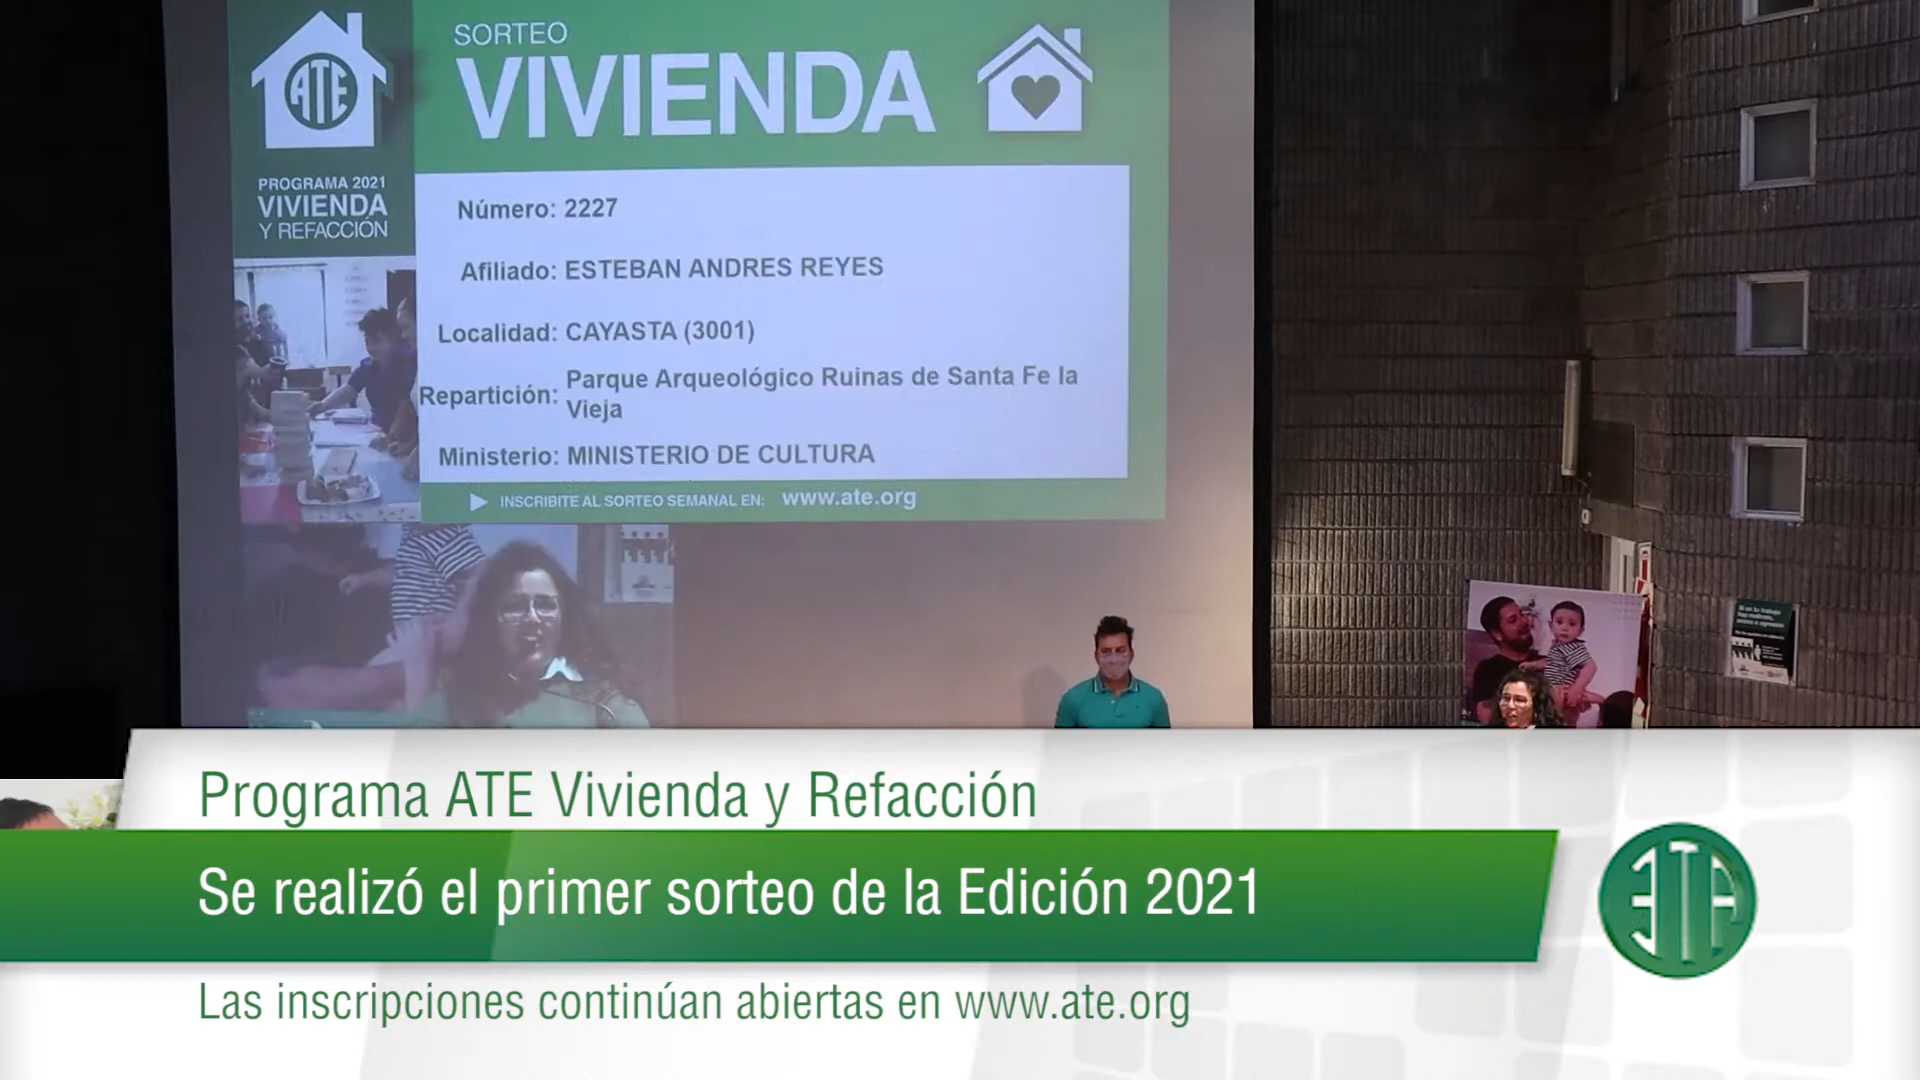 ATE
SORTEO
VIVIENDA
PROGRAMA 2021
VIVIENDA
Y REFACCIÓN
Número: 2227
Afiliado: ESTEBAN ANDRES REYES
Localidad: CAYASTA (3001)
Repartición: Parque Arqueológico Ruinas de Santa Fe la
Vieja
Ministerio: MINISTERIO DE CULTURA
INSCRIBITE AL SORTEO SEMANAL EN: www.ate.org
Programa ATE Vivienda y Refacción
Se realizó el primer sorteo de la Edición 2021
Las inscripciones continúan abiertas en www.ate.org